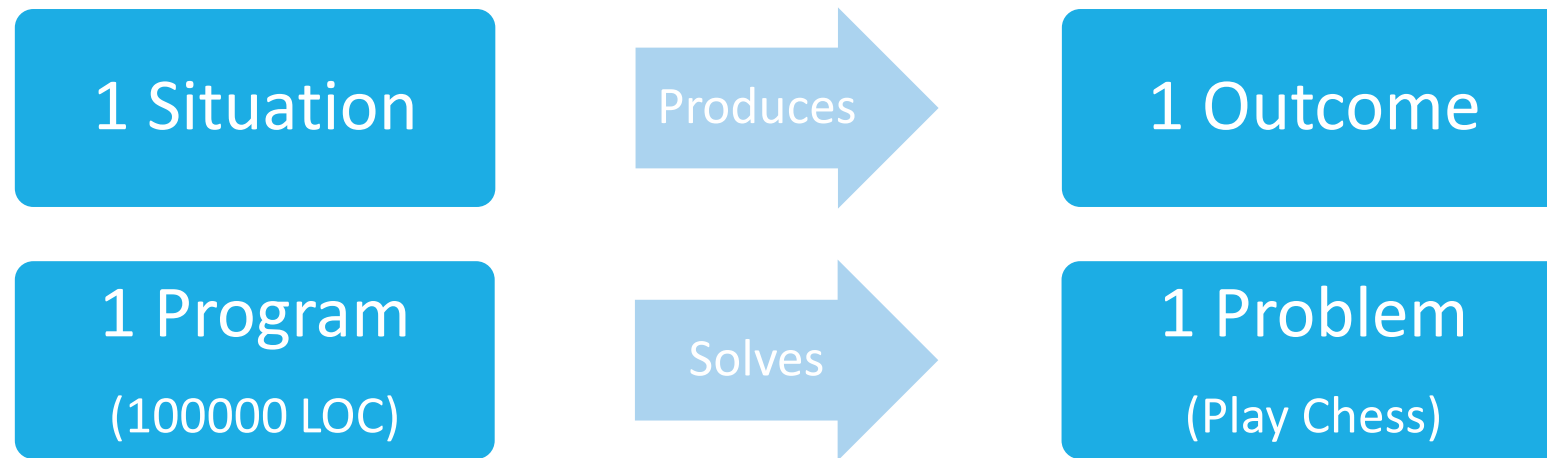 1 Situation
Produces
1 Outcome
1 Program
(100000 LOC)
Solves
1 Problem
(Play Chess)